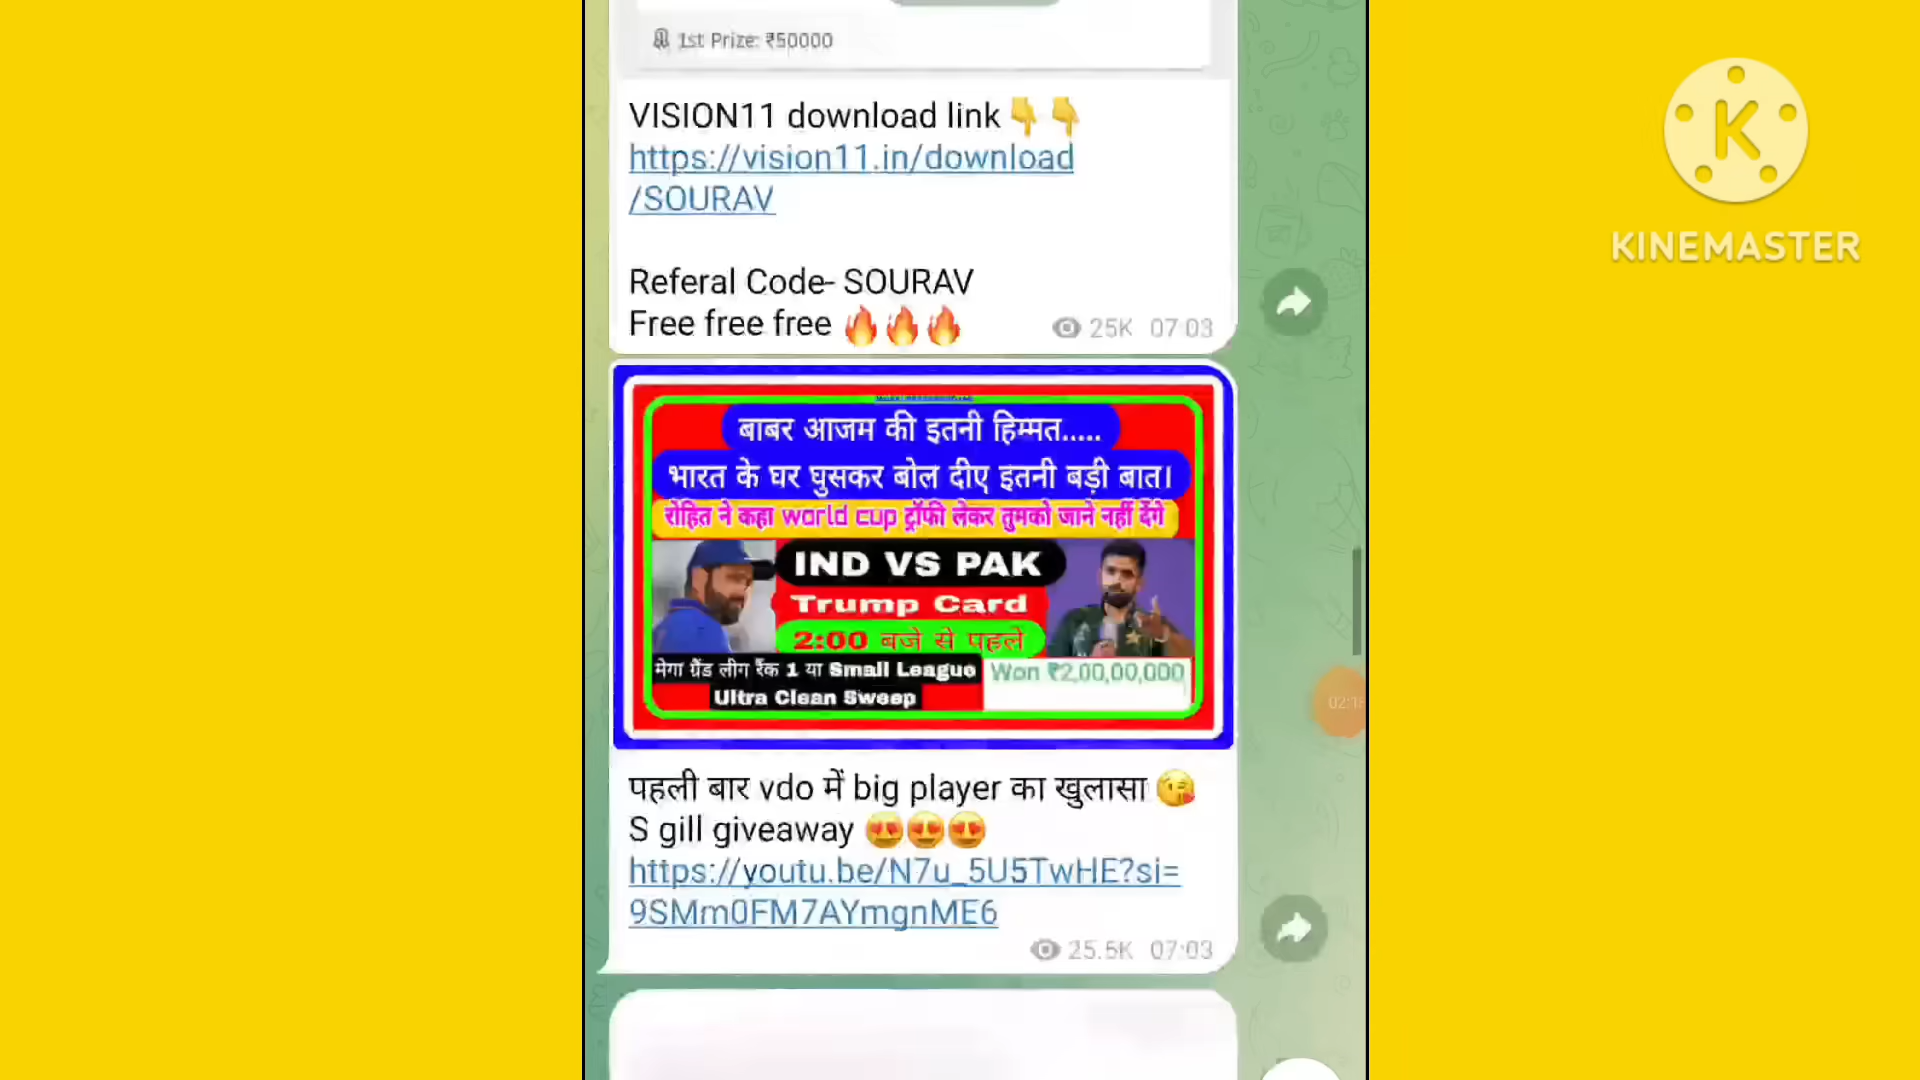 1st Prize: ₹50000
VISION11 download link
https://vision11.in/download
/SOURAV
Referal Code- SOURAV
Free free free
25K 07:03
बाबर आजम की इतनी हिम्मत.....
भारत के घर घुसकर बोल दीए इतनी बड़ी बात।
रोहित ने कहा world cup ट्रॉफी लेकर तुमको जाने नहीं देंगे
IND VS PAK
Trump Card
2:00 बजे से पहले
मेगा ग्रैंड लीग रैंक 1 या Small League
Ultra Clean Sweep
Won ₹2,00,00,000
पहली बार vdo में big player का खुलासा
S gill giveaway
https://youtu.be/N7u_5U5TwHE?si=
9SMm0FM7AYmgnME6
25.5K 07:03
K
KINEMASTER